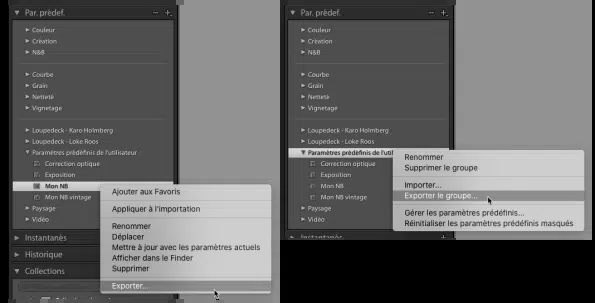 Par. prédéf.
Couleur
Création
N&B
Courbe
Grain
Netteté
Vignetage
Loupedeck - Karo Holmberg
Loupedeck - Loke Roos
Paramètres prédéfinis de l'utilisateur
Correction optique
Exposition
Mon NB
Mon NB vintage
Paysage
Vidéo
Instantanés
Historique
Collections
Ajouter aux Favoris
Appliquer à l'importation
Renommer
Déplacer
Mettre à jour avec les paramètres actuels
Afficher dans le Finder
Supprimer
Exporter...
Par. prédéf.
Couleur
Création
N&B
Courbe
Grain
Netteté
Vignetage
Loupedeck - Karo Holmberg
Loupedeck - Loke Roos
Paramètres prédéfinis de l'util
Correction optique
Exposition
Mon NB
Mon NB vintage
Paysage
Vidéo
Renommer
Supprimer le groupe
Importer...
Exporter le groupe...
Gérer les paramètres prédéfinis...
Réinitialiser les paramètres prédéfinis masqués